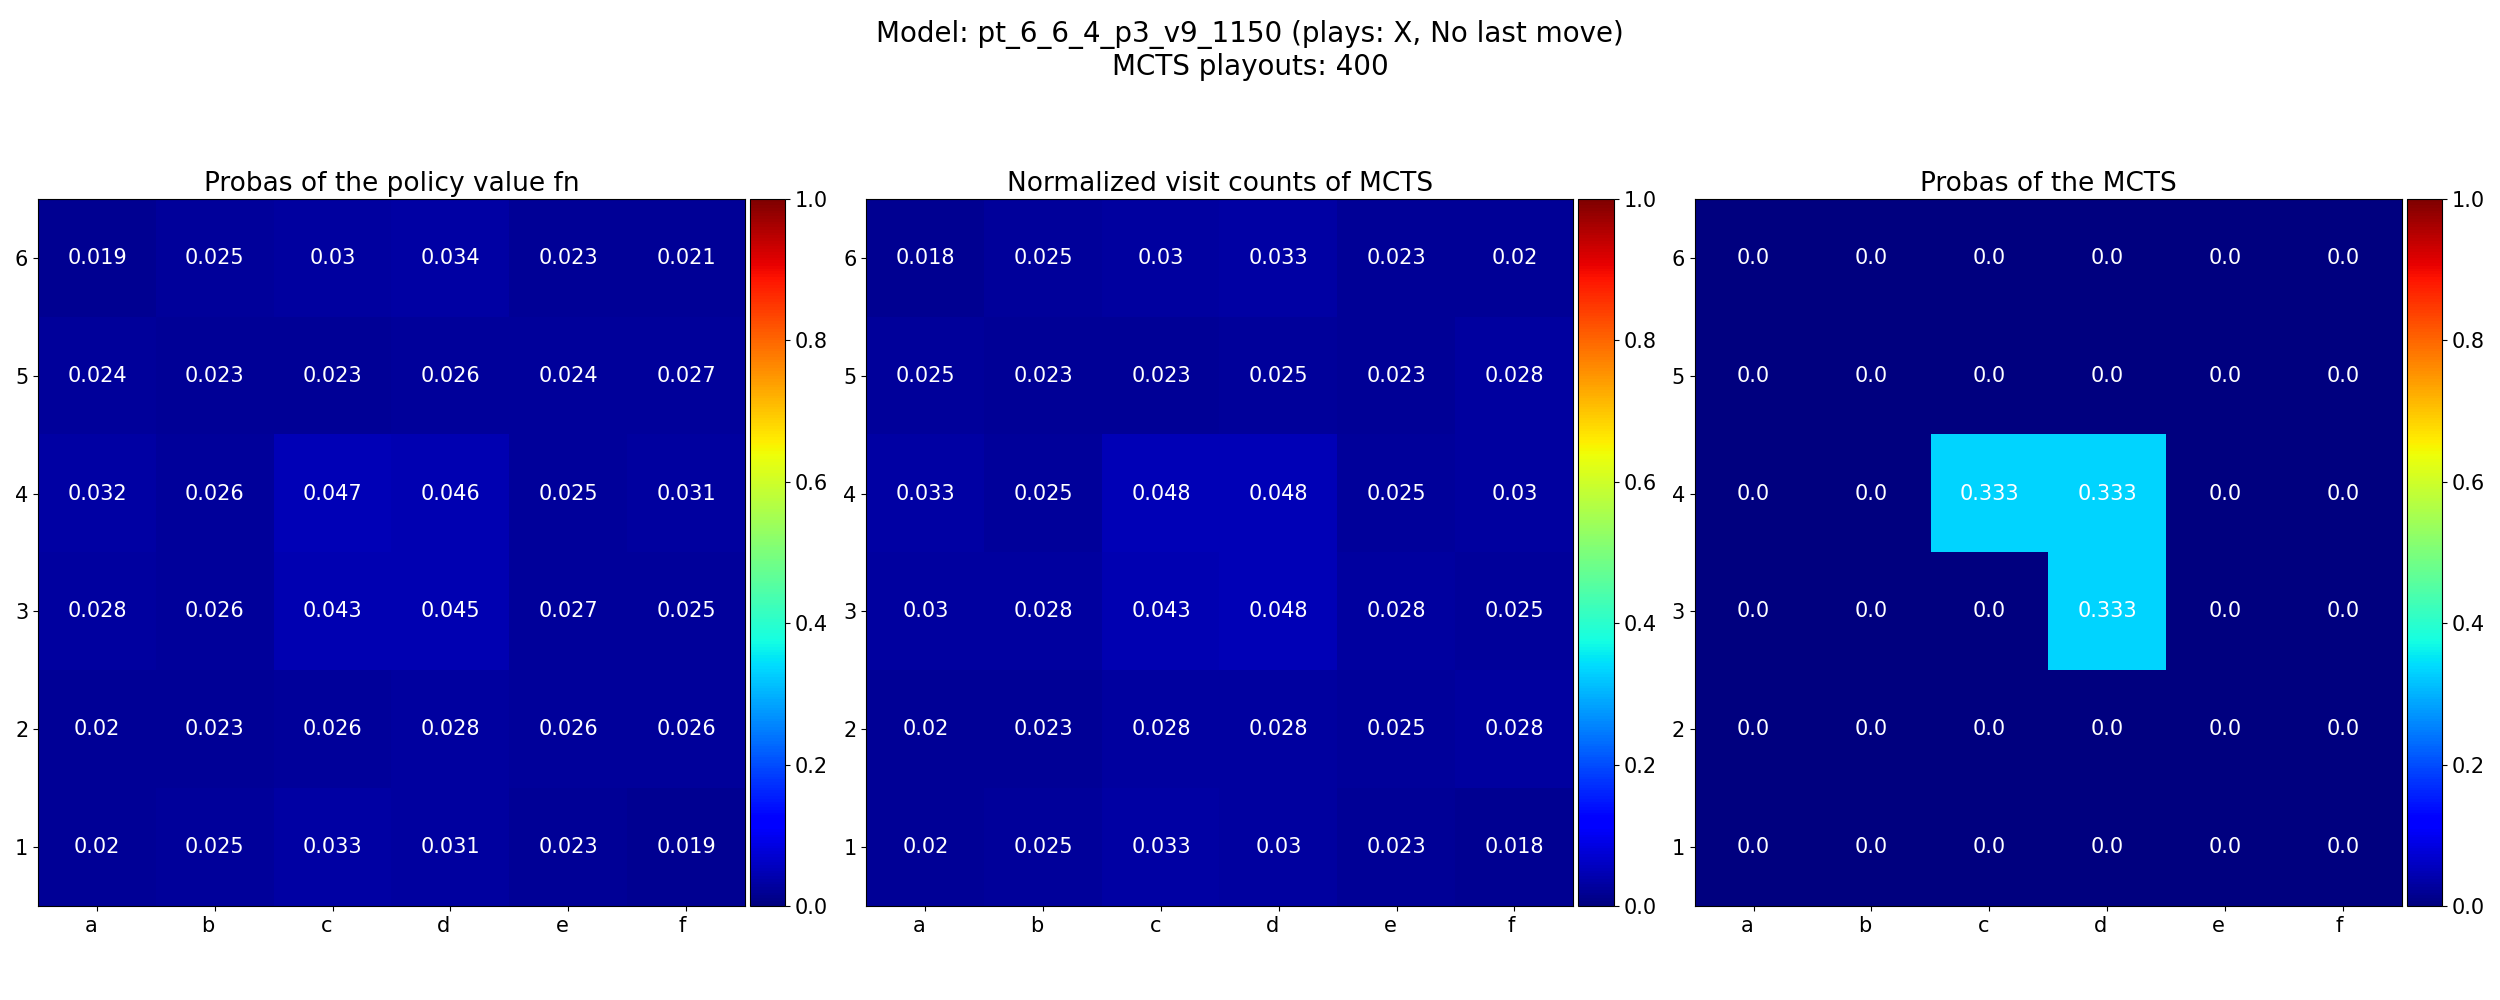 Model: pt_6_6_4_p3_v9_1150 (plays: X, No last move)
MCTS playouts: 400
Probas of the policy value fn
6 0.019 0.025 0.03 0.034 0.023 0.021
5 0.024 0.023 0.023 0.026 0.024 0.027
4 0.032 0.026 0.047 0.046 0.025 0.031
3 0.028 0.026 0.043 0.045 0.027 0.025
2 0.02 0.023 0.026 0.028 0.026 0.026
1 0.02 0.025 0.033 0.031 0.023 0.019
a b c d e f
1.0
0.8
0.6
0.4
0.2
0.0
Normalized visit counts of MCTS
6 0.018 0.025 0.03 0.033 0.023 0.02
5 0.025 0.023 0.023 0.025 0.023 0.028
4 0.033 0.025 0.048 0.048 0.025 0.03
3 0.03 0.028 0.043 0.048 0.028 0.025
2 0.02 0.023 0.028 0.028 0.025 0.028
1 0.02 0.025 0.033 0.03 0.023 0.018
a b c d e f
1.0
0.8
0.6
0.4
0.2
0.0
Probas of the MCTS
6 0.0 0.0 0.0 0.0 0.0 0.0
5 0.0 0.0 0.0 0.0 0.0 0.0
4 0.0 0.0 0.333 0.333 0.0 0.0
3 0.0 0.0 0.0 0.333 0.0 0.0
2 0.0 0.0 0.0 0.0 0.0 0.0
1 0.0 0.0 0.0 0.0 0.0 0.0
a b c d e f
1.0
0.8
0.6
0.4
0.2
0.0